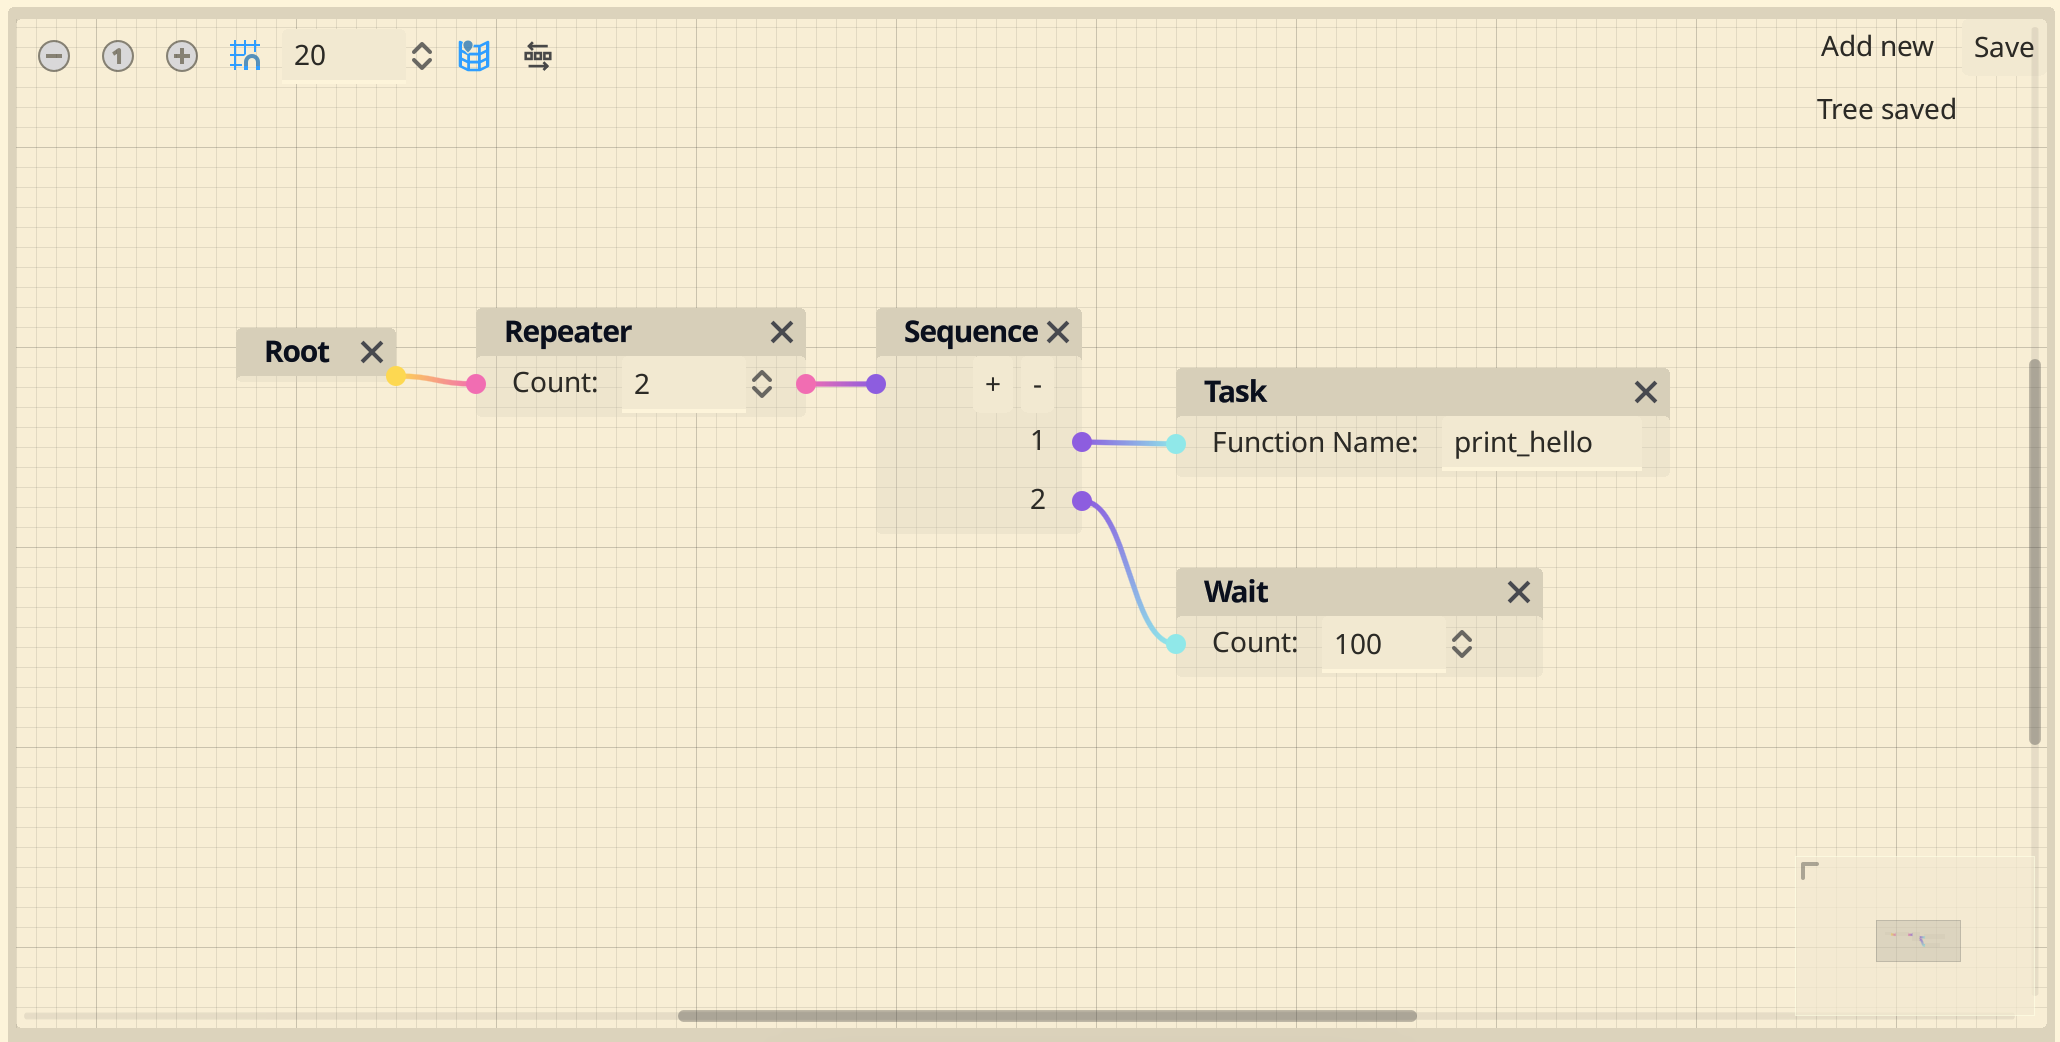 1
20
Add new
Save
Tree saved
Root
Repeater
Count: 2
Sequence
+ -
1
2
Task
Function Name: print_hello
Wait
Count: 100